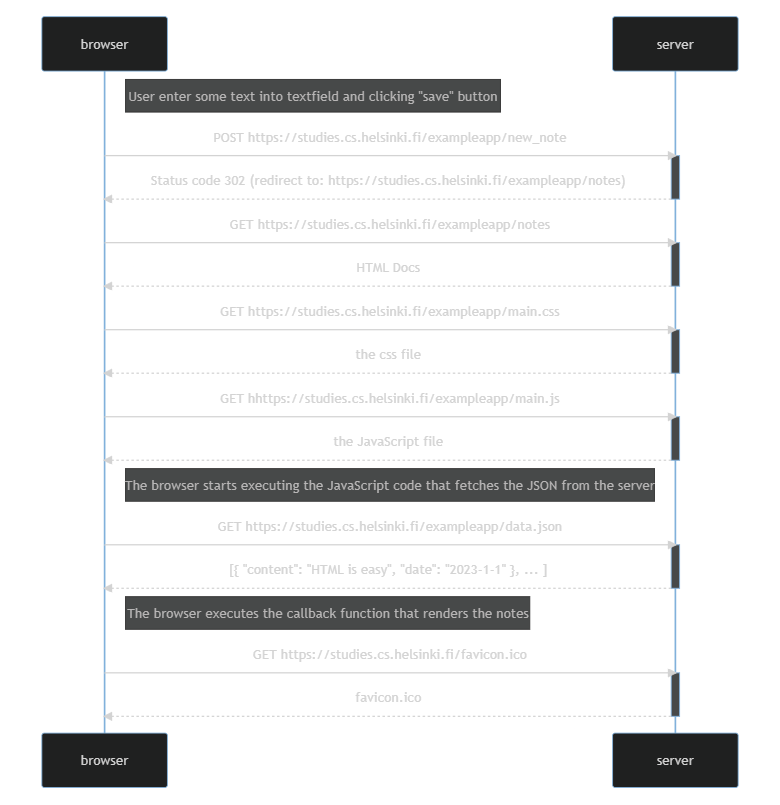 browser
server
User enter some text into textfield and clicking "save" button
POST https://studies.cs.helsinki.fi/exampleapp/new_note
Status code 302 (redirect to: https://studies.cs.helsinki.fi/exampleapp/notes)
GET https://studies.cs.helsinki.fi/exampleapp/notes
HTML Docs
GET https://studies.cs.helsinki.fi/exampleapp/main.css
the css file
GET hhttps://studies.cs.helsinki.fi/exampleapp/main.js
the JavaScript file
The browser starts executing the JavaScript code that fetches the JSON from the server
GET https://studies.cs.helsinki.fi/exampleapp/data.json
[{ "content": "HTML is easy", "date": "2023-1-1" }, ... ]
The browser executes the callback function that renders the notes
GET https://studies.cs.helsinki.fi/favicon.ico
favicon.ico
browser
server